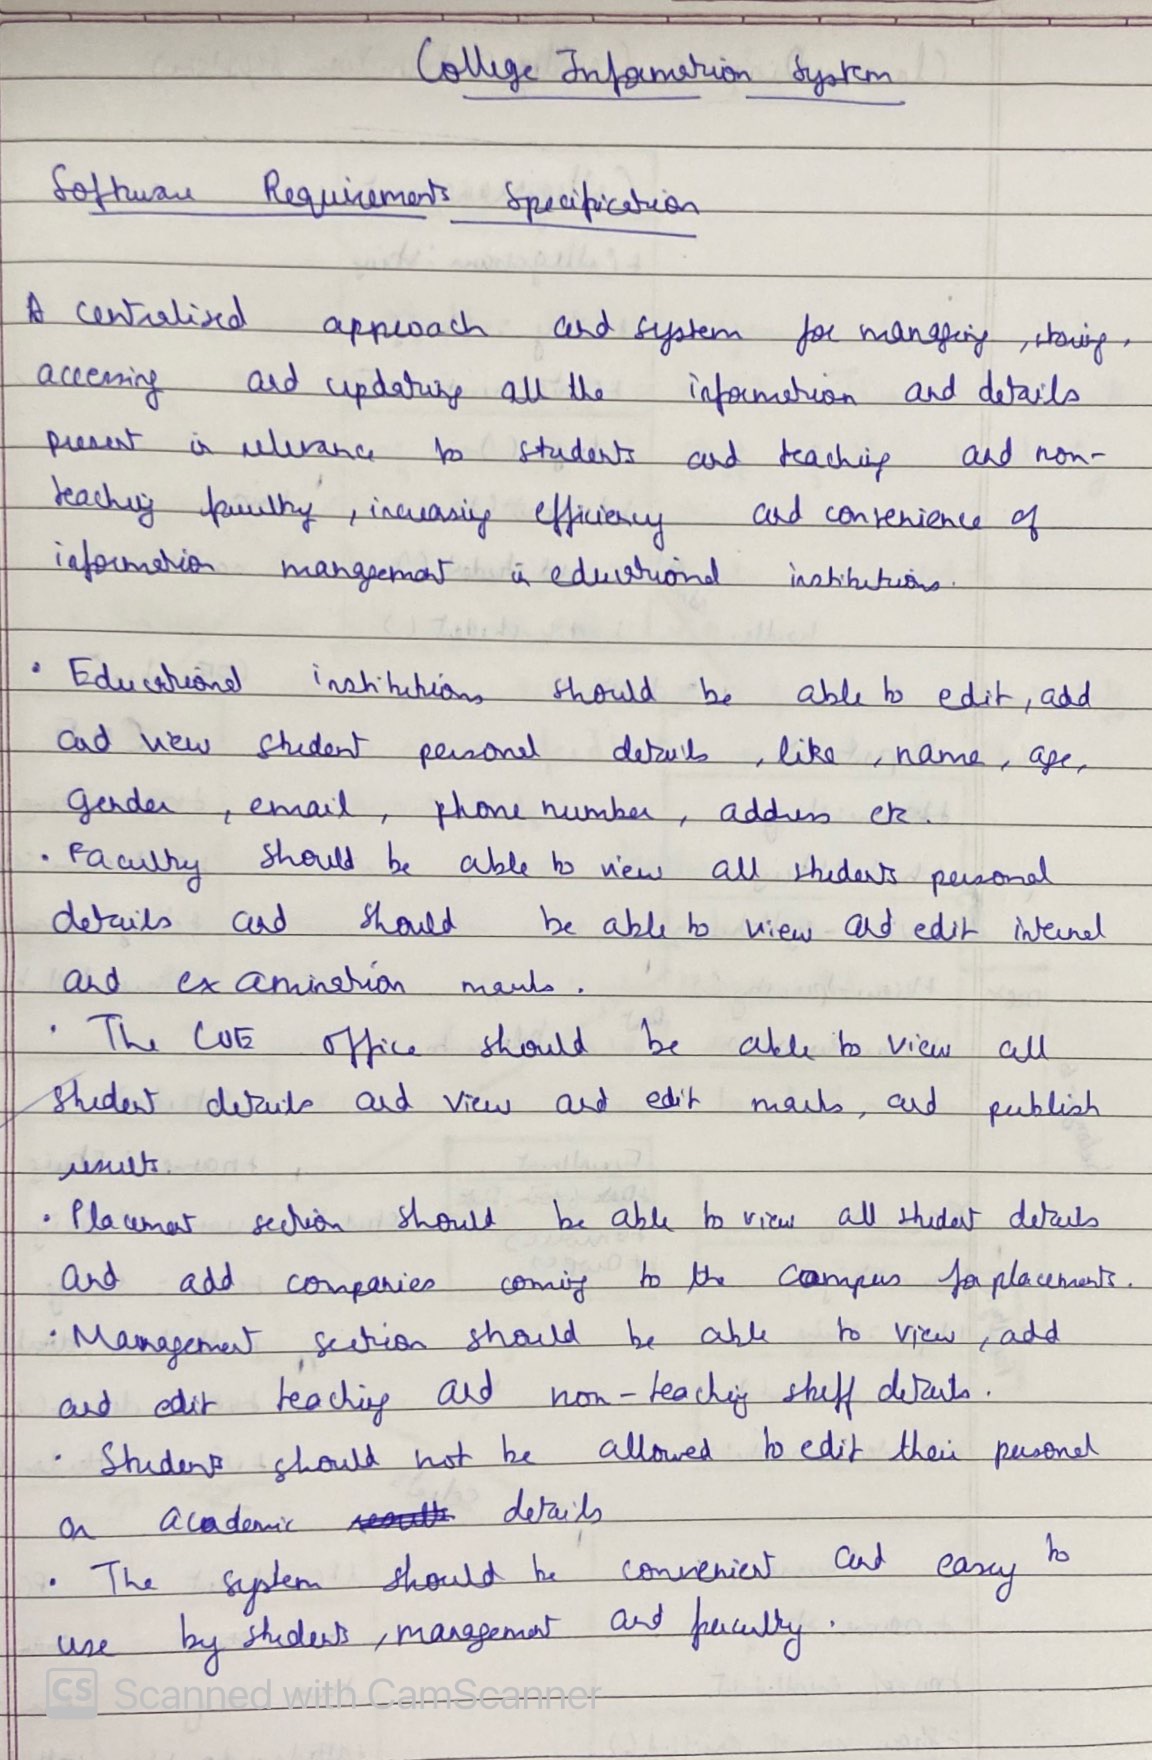 College Information System
Software Requirements Specification
A centralised approach and system for managing, storing,
accessing and updating all the information and details
present in relevance to students and teaching and non-
teaching faculty, increasing efficiency and convenience of
information mangement in educational institutions.
• Educational institutions should be able to edit, add
and view student personal details, like, name, age,
gender, email, phone number, address etc.
• Faculty should be able to view all students personal
details and should be able to view and edit internal
and examination marks.
• The COE office should be able to view all
student details and view and edit marks, and publish
results.
• Placement section should be able to view all student details
and add companies coming to the campus for placements.
• Management section should be able to view, add
and edit teaching and non-teaching staff details.
• Students should not be allowed to edit their personal
or academic details
• The system should be convenient and easy to
use by students, management and faculty.
CS Scanned with CamScanner